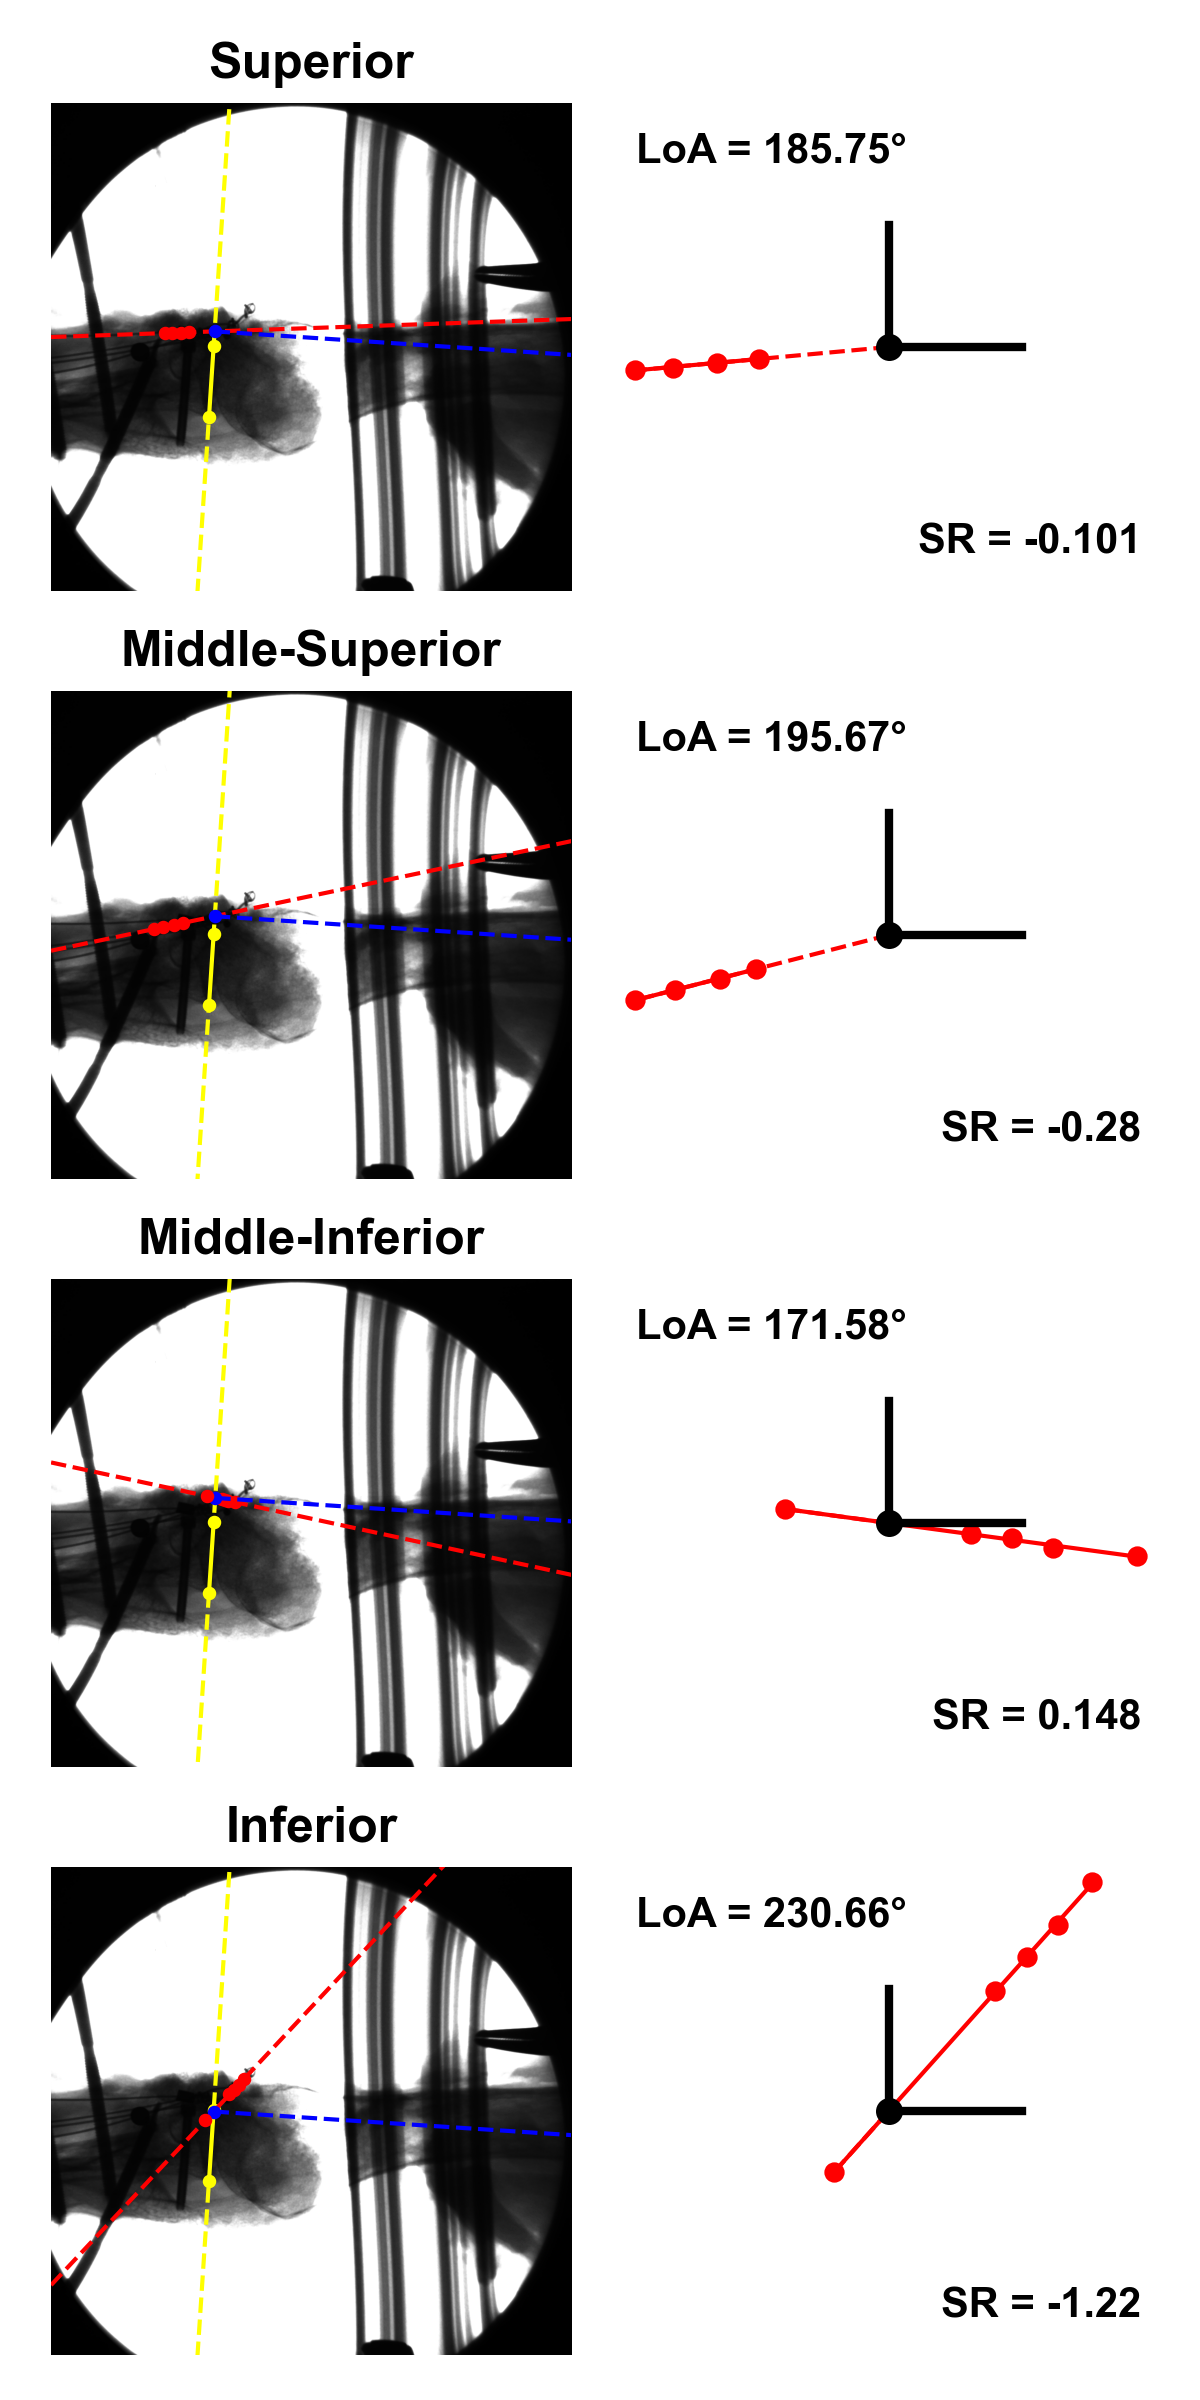 Superior
LoA = 185.75°
SR = -0.101
Middle-Superior
LoA = 195.67°
SR = -0.28
Middle-Inferior
LoA = 171.58°
SR = 0.148
Inferior
LoA = 230.66°
SR = -1.22